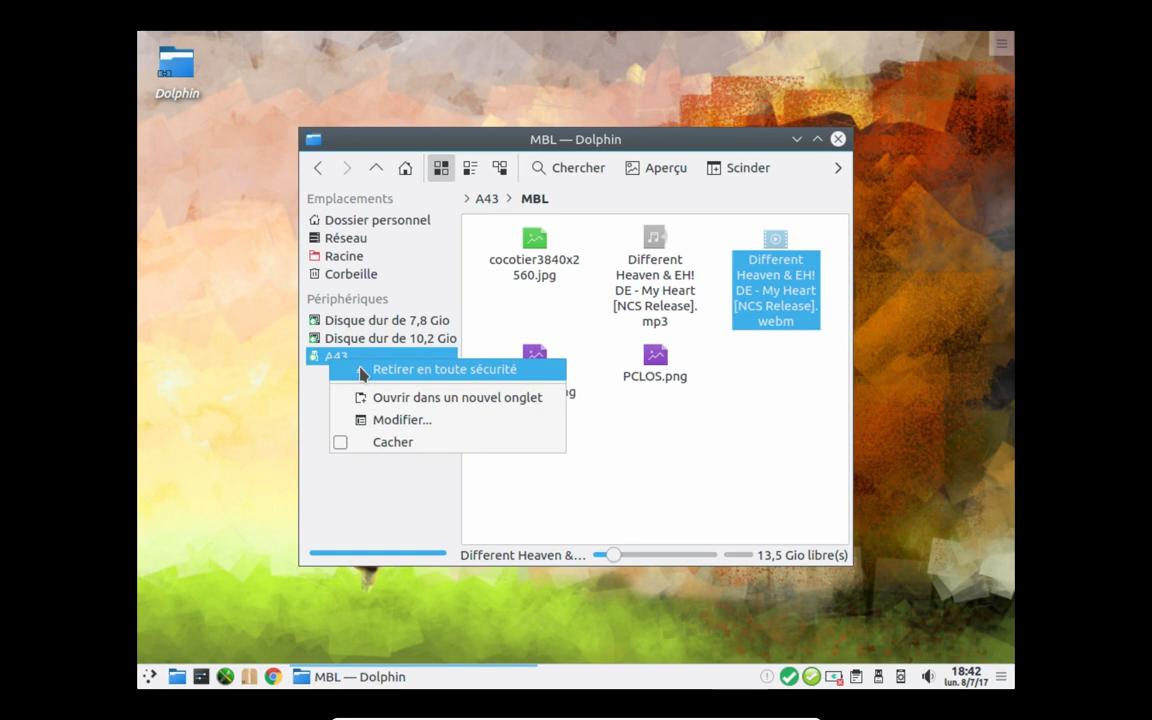 Dolphin
MBL — Dolphin
Chercher
Aperçu
Scinder
Emplacements
Dossier personnel
Réseau
Racine
Corbeille
Périphériques
Disque dur de 7,8 Gio
Disque dur de 10,2 Gio
A43
A43
MBL
cocotier3840x2
560.jpg
Different
Heaven & EH!
DE - My Heart
[NCS Release].
mp3
Different
Heaven & EH!
DE - My Heart
[NCS Release].
webm
PCLOS.png
Retirer en toute sécurité
Ouvrir dans un nouvel onglet
Modifier...
Cacher
Different Heaven &...
13,5 Gio libre(s)
MBL — Dolphin
18:42
lun. 8/7/17